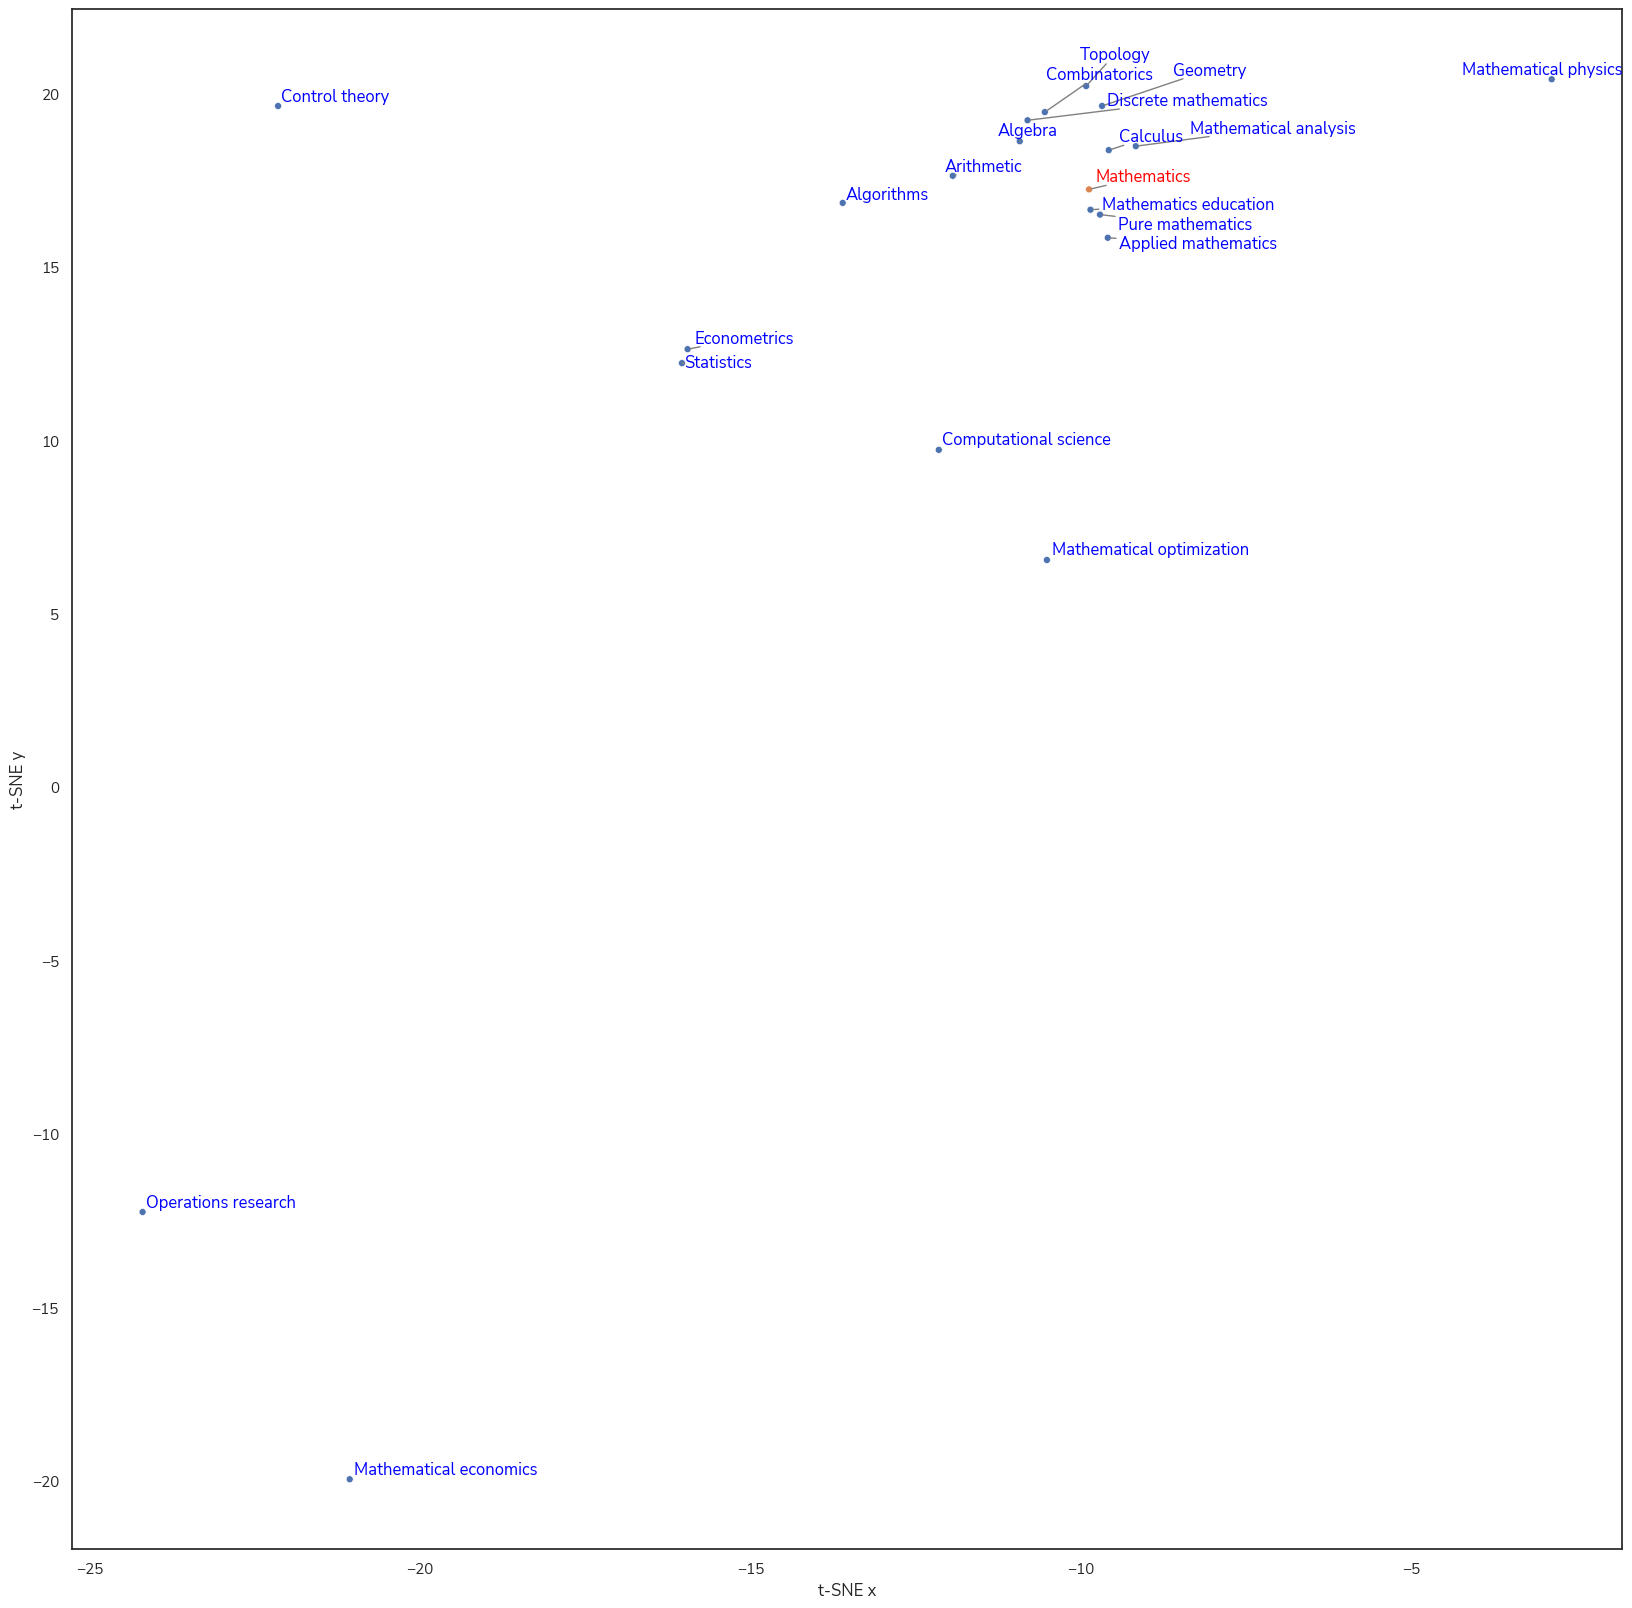 Topology
Combinatorics
Geometry
Mathematical physics
Control theory
Discrete mathematics
Algebra
Calculus
Mathematical analysis
Arithmetic
Mathematics
Algorithms
Mathematics education
Pure mathematics
Applied mathematics
Econometrics
Statistics
Computational science
Mathematical optimization
Operations research
Mathematical economics
20
15
10
5
0
−5
−10
−15
−20
t-SNE y
−25
−20
−15
−10
−5
t-SNE x